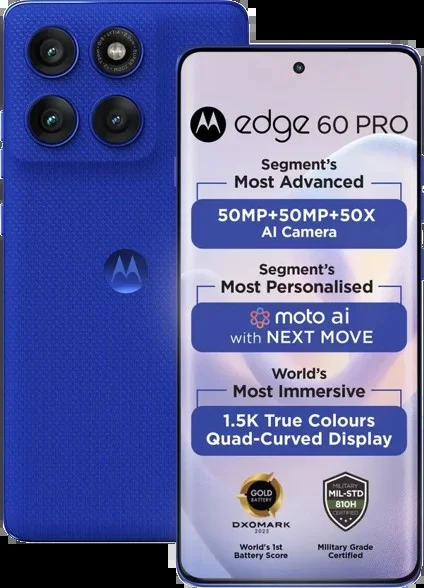 edge 60 PRO
Segment's
Most Advanced
50MP+50MP+50X
AI Camera
Segment's
Most Personalised
moto ai
with NEXT MOVE
World's
Most Immersive
1.5K True Colours
Quad-Curved Display
GOLD
BATTERY
DXOMARK
2025
World's 1st
Battery Score
MILITARY
MIL-STD
810H
CERTIFIED
Military Grade
Certified